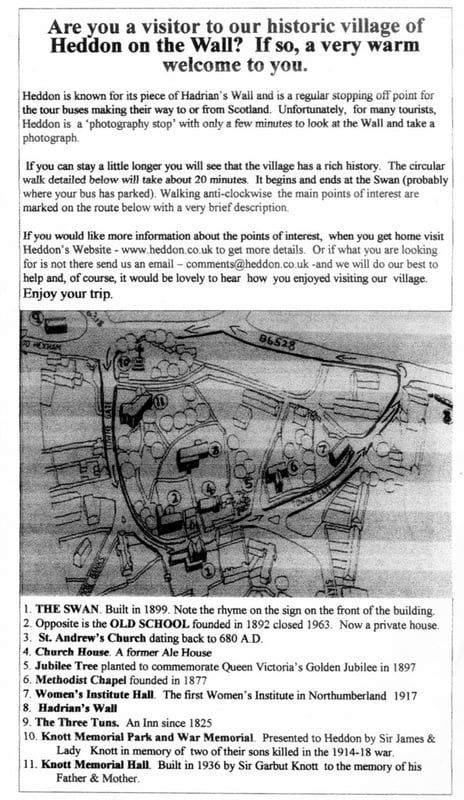 Are you a visitor to our historic village of
Heddon on the Wall?  If so, a very warm
welcome to you.
Heddon is known for its piece of Hadrian's Wall and is a regular stopping off point for
the tour buses making their way to or from Scotland.  Unfortunately, for many tourists,
Heddon is  a 'photography stop' with only a few minutes to look at the Wall and take a
photograph.
If you can stay a little longer you will see that the village has a rich history.  The circular
walk detailed below will take about 20 minutes.  It begins and ends at the Swan (probably
where your bus has parked). Walking anti-clockwise  the main points of interest are
marked on the route below with a very brief description.
If you would like more information about the points of interest,  when you get home visit
Heddon's Website - www.heddon.co.uk to get more details.  Or if what you are looking
for is not there send us an email – comments@heddon.co.uk -and we will do our best to
help and, of course, it would be lovely to hear  how  you enjoyed visiting our  village.
Enjoy your trip.
9
TO HEXHAM
B6528
10
11
TOWNE GATE
8
7
6
5
4
2
TOWNE GATE
1
1. THE SWAN. Built in 1899. Note the rhyme on the sign on the front of the building.
2. Opposite is the OLD SCHOOL founded in 1892 closed 1963.  Now a private house.
3.  St. Andrew's Church dating back to 680 A.D.
4. Church House. A former Ale House
5. Jubilee Tree planted to commemorate Queen Victoria's Golden Jubilee in 1897
6. Methodist Chapel founded in 1877
7. Women's Institute Hall.  The first Women's Institute in Northumberland  1917
8.  Hadrian's Wall
9. The Three Tuns.  An Inn since 1825
10. Knott Memorial Park and War Memorial.  Presented to Heddon by Sir James &
Lady   Knott in memory of  two of their sons killed in the 1914-18 war.
11. Knott Memorial Hall.  Built in 1936 by Sir Garbut Knott  to the memory of his
Father & Mother.